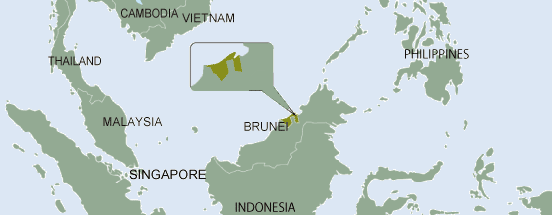 CAMBODIA
VIETNAM
THAILAND
PHILIPPINES
MALAYSIA
BRUNEI
SINGAPORE
INDONESIA